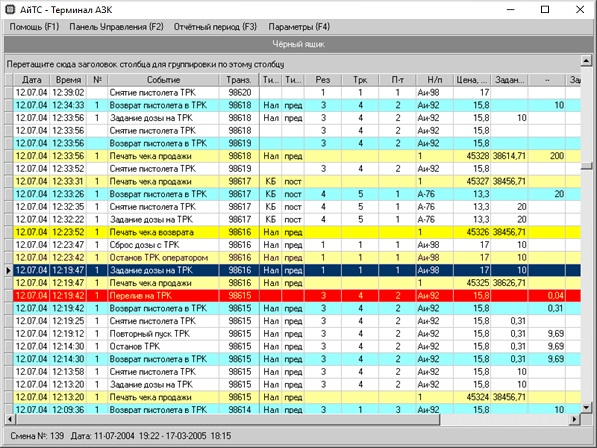 АйТС - Терминал АЗК
Помощь (F1) Панель Управления (F2) Отчётный период (F3) Параметры (F4)
Чёрный ящик
Перетащите сюда заголовок столбца для группировки по этому столбцу
Дата Время № Событие Транз. Ти... Ти... Рез Трк П-т Н/п Цена, ... Задан... -- За
12.07.04 12:39:02 Снятие пистолета ТРК 98620 1 1 1 Аи-98 17
12.07.04 12:34:33 1 Возврат пистолета в ТРК 98618 Нал пред 3 4 2 Аи-92 15,8 10
12.07.04 12:33:56 1 Задание дозы на ТРК 98618 Нал пред 3 4 2 Аи-92 15,8 10
12.07.04 12:33:56 Снятие пистолета ТРК 98618 3 4 2 Аи-92 15,8
12.07.04 12:33:56 Возврат пистолета в ТРК 98619 3 4 2 Аи-92 15,8
12.07.04 12:33:56 1 Печать чека продажи 98618 Нал пред 1 45328 38614,71 200
12.07.04 12:33:52 Снятие пистолета ТРК 98619 3 4 2 Аи-92 15,8
12.07.04 12:33:31 1 Печать чека продажи 98617 КБ пост 1 45327 38456,71
12.07.04 12:33:26 1 Возврат пистолета в ТРК 98617 КБ пост 4 5 1 А-76 13,3 20
12.07.04 12:32:35 1 Снятие пистолета ТРК 98617 КБ пост 4 5 1 А-76 13,3 20
12.07.04 12:32:22 1 Задание дозы на ТРК 98617 КБ пост 4 5 1 А-76 13,3 20
12.07.04 12:23:52 1 Печать чека возврата 98616 Нал пред 1 45326 38456,71
12.07.04 12:23:47 1 Сброс дозы с ТРК 98616 Нал пред 1 1 1 Аи-98 17 10
12.07.04 12:23:42 1 Останов ТРК оператором 98616 Нал пред 1 1 1 Аи-98 17 10
12.07.04 12:19:47 1 Задание дозы на ТРК 98616 Нал пред 1 1 1 Аи-98 17 10
12.07.04 12:19:47 1 Печать чека продажи 98616 Нал пред 1 45325 38626,71
12.07.04 12:19:42 1 Перелив на ТРК 98615 3 4 2 Аи-92 15,8 0,04
12.07.04 12:19:42 1 Возврат пистолета в ТРК 98615 Нал пред 3 4 2 Аи-92 15,8 0,31
12.07.04 12:19:25 1 Снятие пистолета ТРК 98615 Нал пред 3 4 2 Аи-92 15,8 0,31
12.07.04 12:19:12 1 Повторный пуск ТРК 98615 Нал пред 3 4 2 Аи-92 15,8 0,31 9,69
12.07.04 12:14:30 1 Останов ТРК 98615 Нал пред 3 4 2 Аи-92 15,8 0,31 9,69
12.07.04 12:14:30 1 Возврат пистолета в ТРК 98615 Нал пред 3 4 2 Аи-92 15,8 9,69
12.07.04 12:13:58 1 Снятие пистолета ТРК 98615 Нал пред 3 4 2 Аи-92 15,8 10
12.07.04 12:13:20 1 Задание дозы на ТРК 98615 Нал пред 3 4 2 Аи-92 15,8 10
12.07.04 12:13:20 1 Печать чека продажи 98615 Нал пред 1 45324 38456,71
12.07.04 12:09:36 1 Возврат пистолета в ТРК 98614 Нал пред 3 1 3 Аи-92 15,8 10
Смена №: 139 Дата: 11-07-2004 19:22 - 17-03-2005 18:15